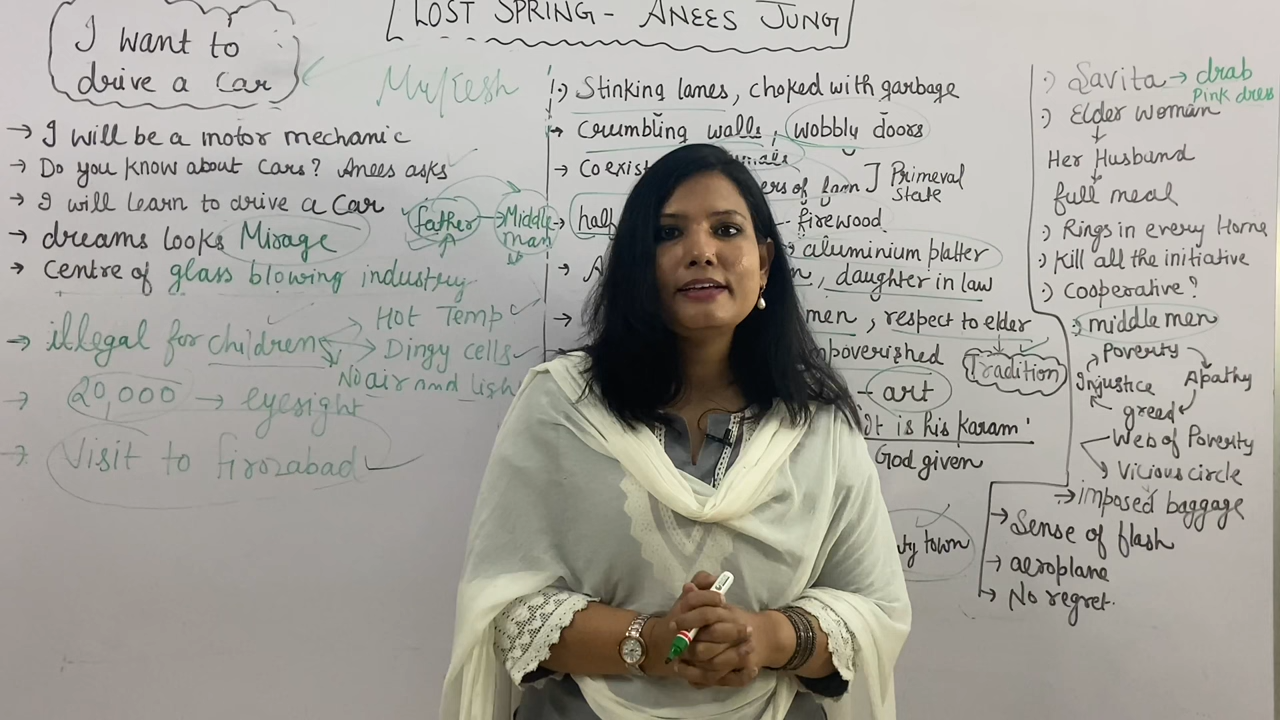 LOST SPRING - ANEES JUNG
I want to
drive a car
Mukesh
→ I will be a motor mechanic
→ Do you know about cars? Anees asks
→ I will learn to drive a car
→ dreams looks Mirage
→ Centre of glass blowing industry
→ illegal for children
→ Hot Temp
→ Dingy cells
No air and Light
→ 20,000 → eyesight
→ Visit to firozabad
father → Middle
man
:) Stinking lanes, choked with garbage
→ Crumbling walls, wobbly doors
→ Coexist
Primeval
State
half firewood
aluminium platter
, daughter in law
men, respect to elder
impoverished
Tradition
- art
It is his karam'
God given
town
:) Savita → drab
Pink dress
:) Elder woman
Her Husband
full meal
:) Rings in every Home
:) Kill all the initiative
:) Cooperative?
:) middle men
Poverty
Injustice Apathy
greed
Web of Poverty
Vicious circle
→ imposed baggage
→ Sense of flash
→ aeroplane
→ No regret.